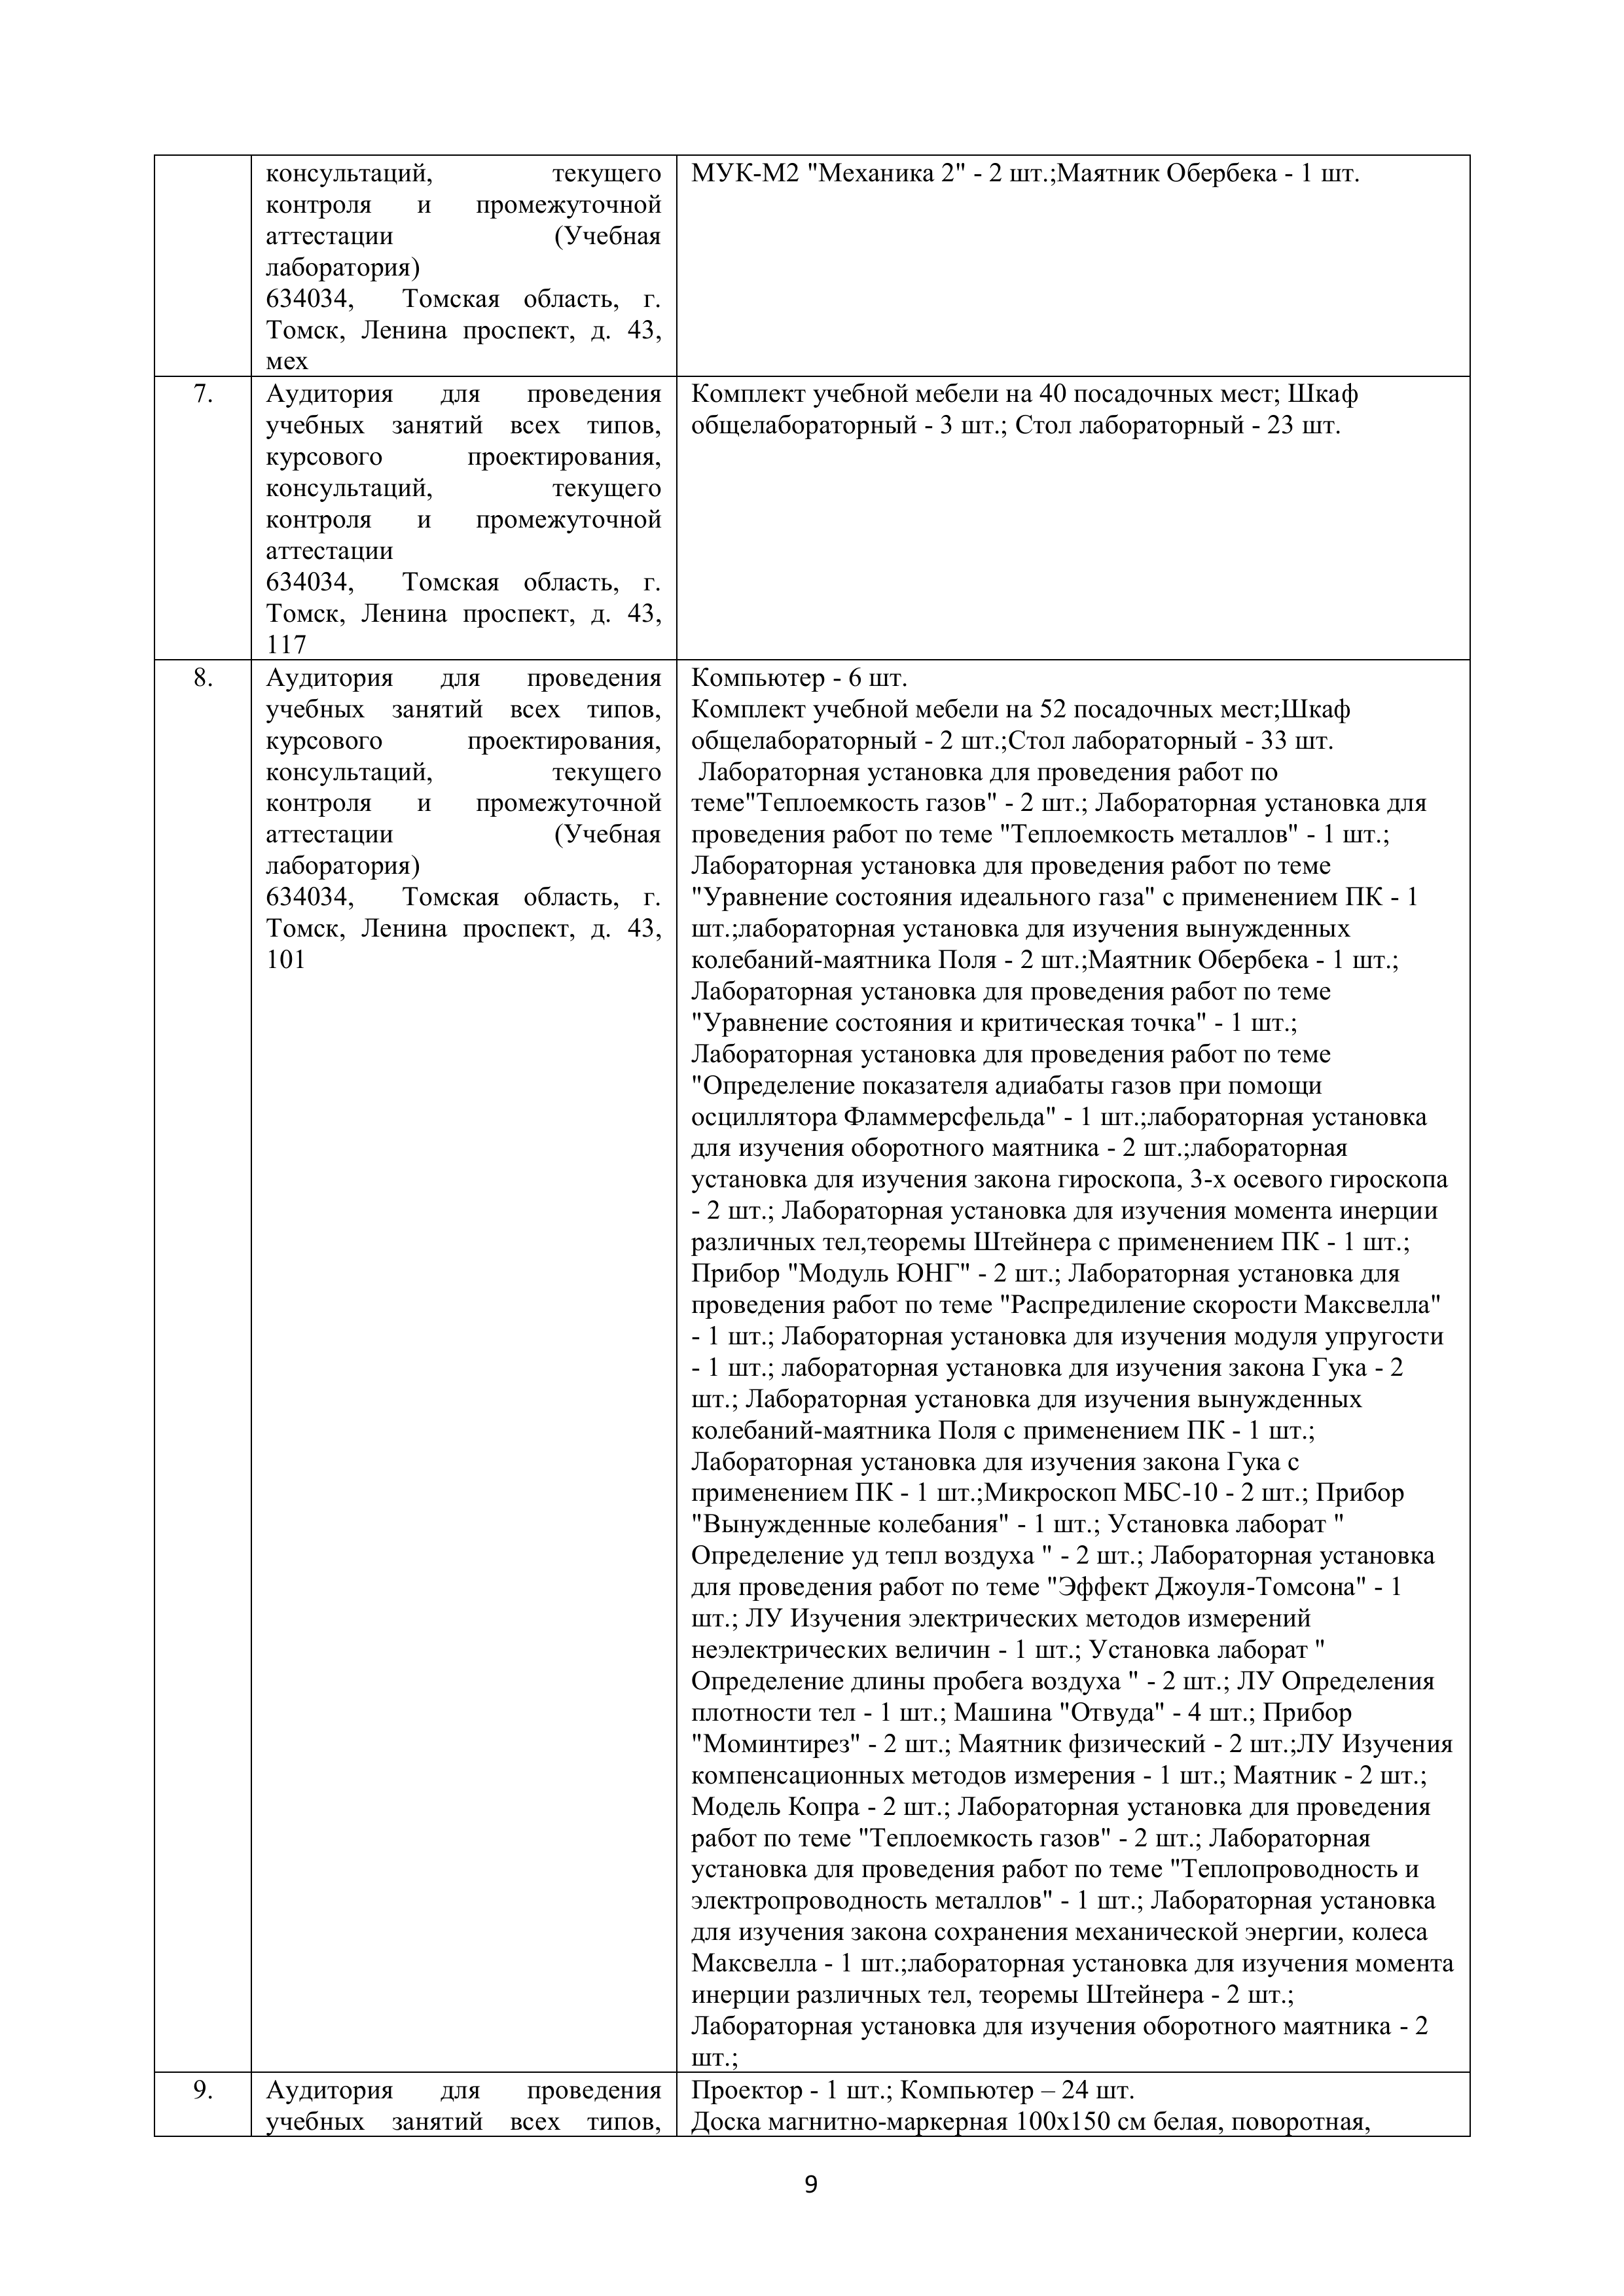 консультаций, текущего
контроля и промежуточной
аттестации (Учебная
лаборатория)
634034, Томская область, г.
Томск, Ленина проспект, д. 43,
мех
МУК-М2 "Механика 2" - 2 шт.;Маятник Обербека - 1 шт.
7.
Аудитория для проведения
учебных занятий всех типов,
курсового проектирования,
консультаций, текущего
контроля и промежуточной
аттестации
634034, Томская область, г.
Томск, Ленина проспект, д. 43,
117
Комплект учебной мебели на 40 посадочных мест; Шкаф
общелабораторный - 3 шт.; Стол лабораторный - 23 шт.
8.
Аудитория для проведения
учебных занятий всех типов,
курсового проектирования,
консультаций, текущего
контроля и промежуточной
аттестации (Учебная
лаборатория)
634034, Томская область, г.
Томск, Ленина проспект, д. 43,
101
Компьютер - 6 шт.
Комплект учебной мебели на 52 посадочных мест;Шкаф
общелабораторный - 2 шт.;Стол лабораторный - 33 шт.
Лабораторная установка для проведения работ по
теме"Теплоемкость газов" - 2 шт.; Лабораторная установка для
проведения работ по теме "Теплоемкость металлов" - 1 шт.;
Лабораторная установка для проведения работ по теме
"Уравнение состояния идеального газа" с применением ПК - 1
шт.;лабораторная установка для изучения вынужденных
колебаний-маятника Поля - 2 шт.;Маятник Обербека - 1 шт.;
Лабораторная установка для проведения работ по теме
"Уравнение состояния и критическая точка" - 1 шт.;
Лабораторная установка для проведения работ по теме
"Определение показателя адиабаты газов при помощи
осциллятора Фламмерсфельда" - 1 шт.;лабораторная установка
для изучения оборотного маятника - 2 шт.;лабораторная
установка для изучения закона гироскопа, 3-х осевого гироскопа
- 2 шт.; Лабораторная установка для изучения момента инерции
различных тел,теоремы Штейнера с применением ПК - 1 шт.;
Прибор "Модуль ЮНГ" - 2 шт.; Лабораторная установка для
проведения работ по теме "Распредиление скорости Максвелла"
- 1 шт.; Лабораторная установка для изучения модуля упругости
- 1 шт.; лабораторная установка для изучения закона Гука - 2
шт.; Лабораторная установка для изучения вынужденных
колебаний-маятника Поля с применением ПК - 1 шт.;
Лабораторная установка для изучения закона Гука с
применением ПК - 1 шт.;Микроскоп МБС-10 - 2 шт.; Прибор
"Вынужденные колебания" - 1 шт.; Установка лаборат "
Определение уд тепл воздуха " - 2 шт.; Лабораторная установка
для проведения работ по теме "Эффект Джоуля-Томсона" - 1
шт.; ЛУ Изучения электрических методов измерений
неэлектрических величин - 1 шт.; Установка лаборат "
Определение длины пробега воздуха " - 2 шт.; ЛУ Определения
плотности тел - 1 шт.; Машина "Отвуда" - 4 шт.; Прибор
"Моминтирез" - 2 шт.; Маятник физический - 2 шт.;ЛУ Изучения
компенсационных методов измерения - 1 шт.; Маятник - 2 шт.;
Модель Копра - 2 шт.; Лабораторная установка для проведения
работ по теме "Теплоемкость газов" - 2 шт.; Лабораторная
установка для проведения работ по теме "Теплопроводность и
электропроводность металлов" - 1 шт.; Лабораторная установка
для изучения закона сохранения механической энергии, колеса
Максвелла - 1 шт.;лабораторная установка для изучения момента
инерции различных тел, теоремы Штейнера - 2 шт.;
Лабораторная установка для изучения оборотного маятника - 2
шт.;
9.
Аудитория для проведения
учебных занятий всех типов,
Проектор - 1 шт.; Компьютер – 24 шт.
Доска магнитно-маркерная 100х150 см белая, поворотная,
9